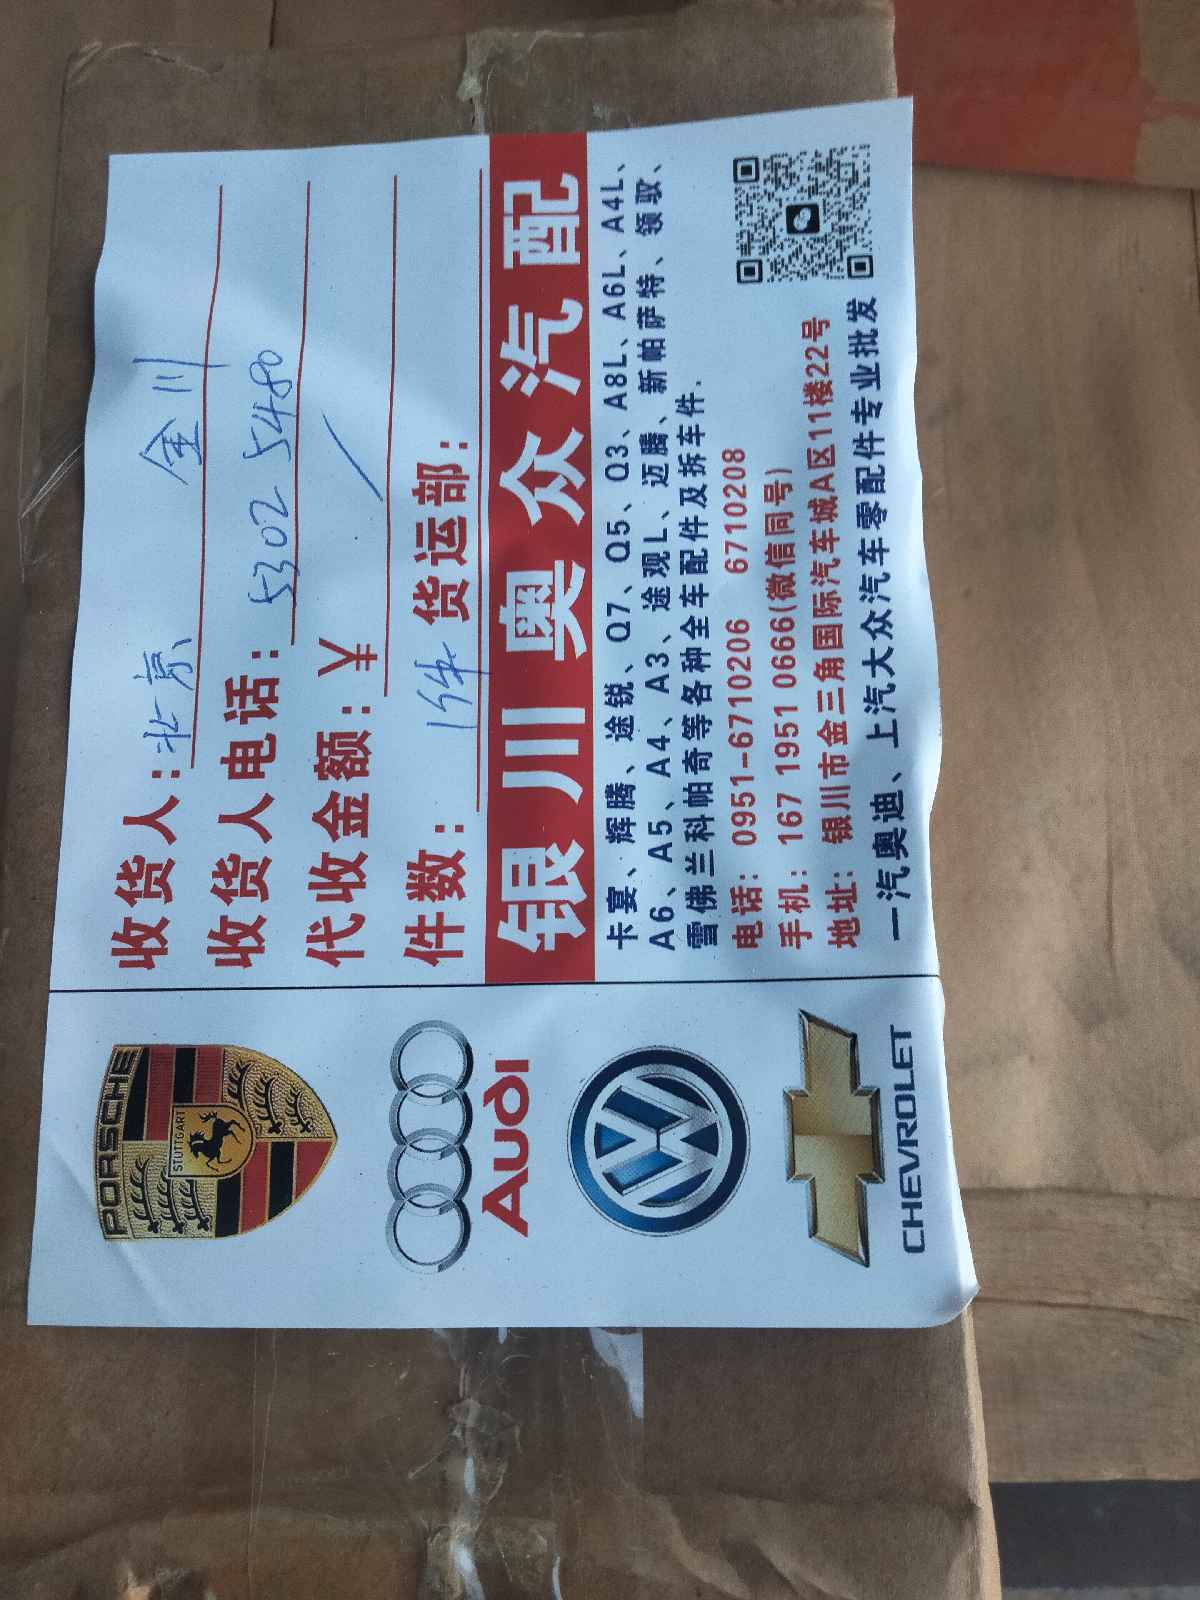 收货人：北京 金川
收货人电话：5302 5480
代收金额：¥
件数：1件 货运部：
银川奥众汽配
卡宴、辉腾、途锐、Q7、Q5、Q3、A8L、A6L、A4L、
A6、A5、A4、A3、途观L、迈腾、新帕萨特、领驭、
雪佛兰科帕奇等各种全车配件及拆车件.
电话：0951-6710206 6710208
手机：167 1951 0666(微信同号)
地址：银川市金三角国际汽车城A区11楼22号
一汽奥迪、上汽大众汽车零配件专业批发
PORSCHE
STUTTGART
Audi
CHEVROLET